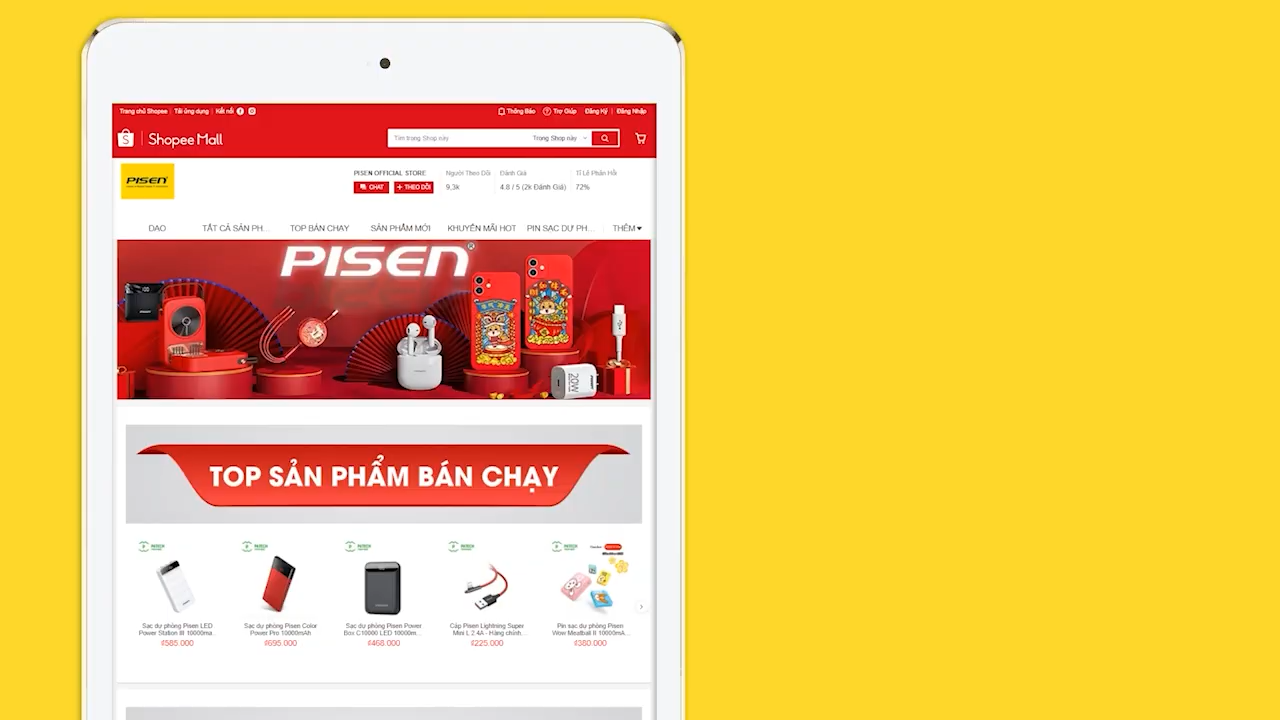 Trang chủ Shopee | Tải ứng dụng | Kết nối
Thông Báo Trợ Giúp Đăng Ký | Đăng Nhập
Shopee Mall
Tìm trang Shop này
Trong Shop này
PISEN
PISEN OFFICIAL STORE
CHAT
THEO DÕI
Người Theo Dõi
9,3k
Đánh Giá
4.8 / 5 (2k Đánh Giá)
Tỉ Lệ Phản Hồi
72%
DẠO
TẤT CẢ SẢN PH...
TOP BÁN CHẠY
SẢN PHẨM MỚI
KHUYẾN MÃI HOT
PIN SẠC DỰ PH...
THÊM
PISEN
20W
TOP SẢN PHẨM BÁN CHẠY
Sạc dự phòng Pisen LED
Power Station III 10000ma
₫585.000
Sạc dự phòng Pisen Color
Power Pro 10000mAh
₫695.000
Sạc dự phòng Pisen Power
Box C10000 LED 10000m...
₫468.000
Cáp Pisen Lightning Super
Mini L 2.4A - Hàng chính...
₫225.000
Pin sạc dự phòng Pisen
Wow Meatball II 10000mA...
₫380.000